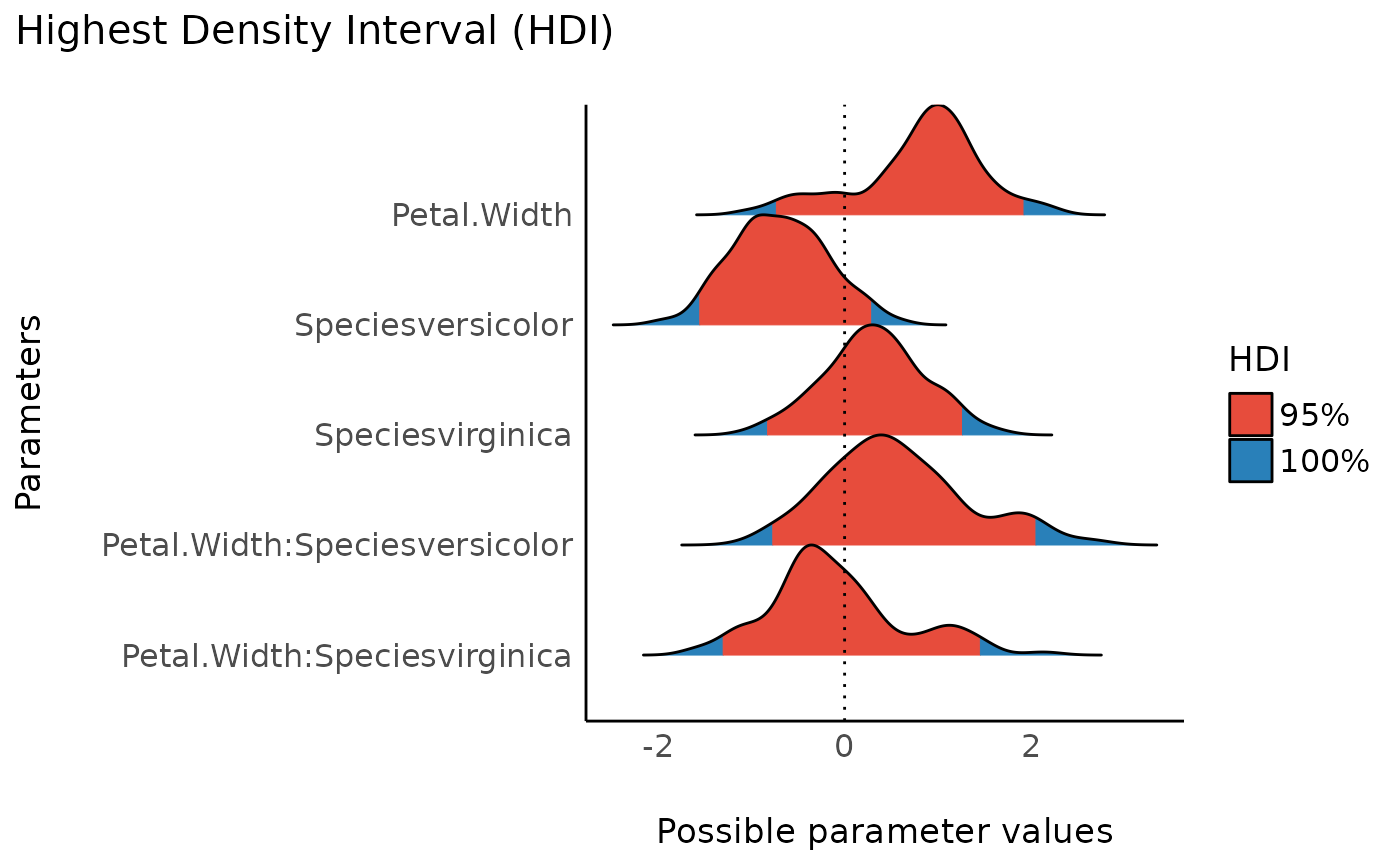 Highest Density Interval (HDI)
Parameters
Petal.Width
Speciesversicolor
Speciesvirginica
Petal.Width:Speciesversicolor
Petal.Width:Speciesvirginica
-2 0 2
Possible parameter values
HDI
95%
100%